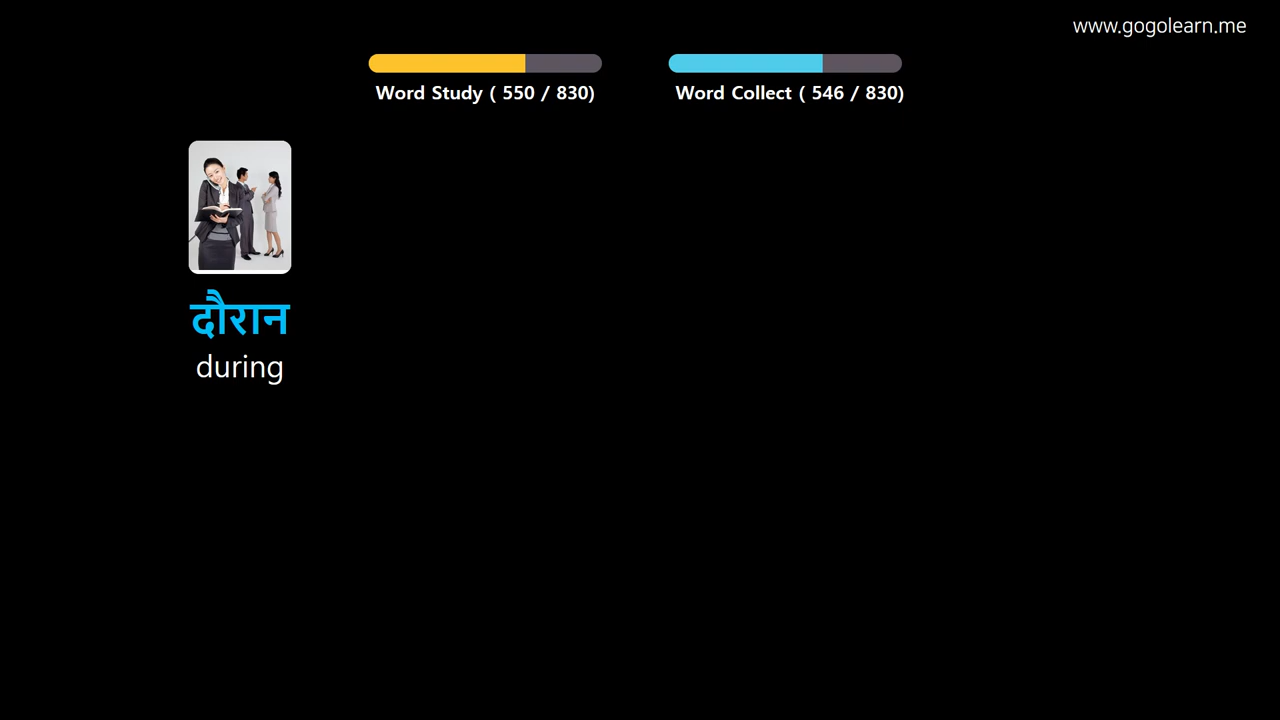 www.gogolearn.me
Word Study ( 550 / 830)
Word Collect ( 546 / 830)
दौरान
during